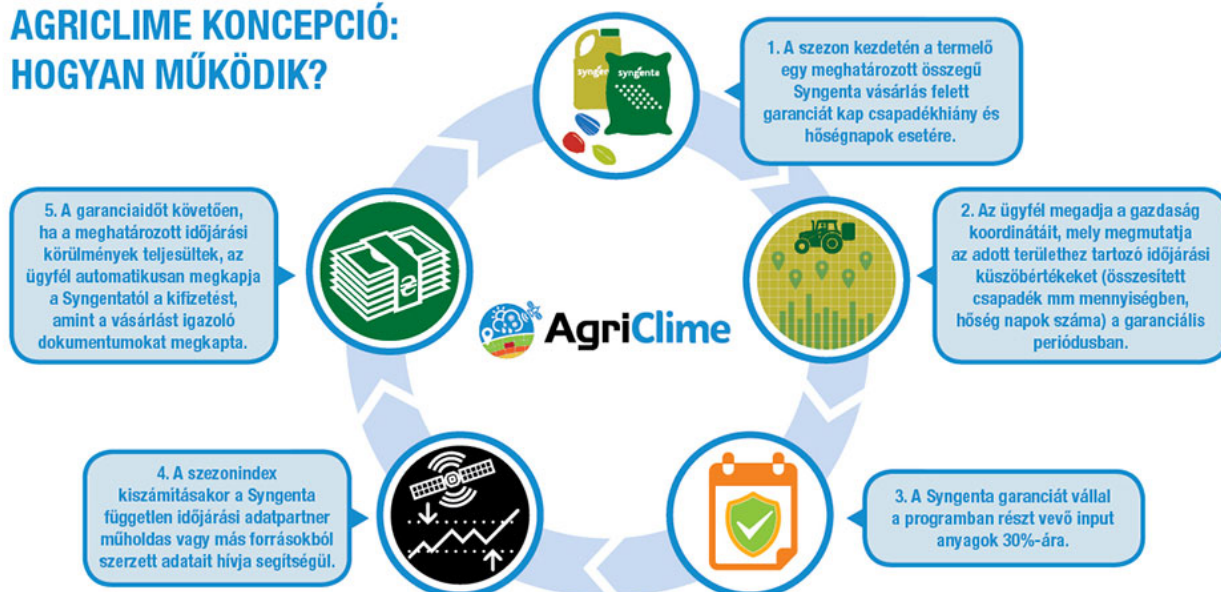 AGRICLIME KONCEPCIÓ:
HOGYAN MŰKÖDIK?
syngenta
syngenta
1. A szezon kezdetén a termelő
egy meghatározott összegű
Syngenta vásárlás felett
garanciát kap csapadékhiány és
hőségnapok esetére.
2. Az ügyfél megadja a gazdaság
koordinátáit, mely megmutatja
az adott területhez tartozó időjárási
küszöbértékeket (összesített
csapadék mm mennyiségben,
hőség napok száma) a garanciális
periódusban.
3. A Syngenta garanciát vállal
a programban részt vevő input
anyagok 30%-ára.
4. A szezonindex
kiszámításakor a Syngenta
független időjárási adatpartner
műholdas vagy más forrásokból
szerzett adatait hívja segítségül.
5. A garanciaidőt követően,
ha a meghatározott időjárási
körülmények teljesültek, az
ügyfél automatikusan megkapja
a Syngentatól a kifizetést,
amint a vásárlást igazoló
dokumentumokat megkapta.
₴
AgriClime